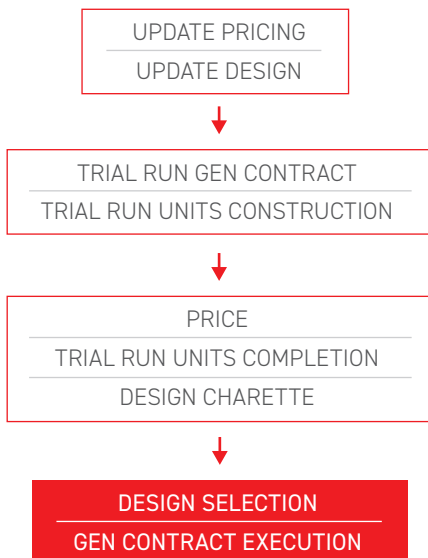 UPDATE PRICING
UPDATE DESIGN
TRIAL RUN GEN CONTRACT
TRIAL RUN UNITS CONSTRUCTION
PRICE
TRIAL RUN UNITS COMPLETION
DESIGN CHARETTE
DESIGN SELECTION
GEN CONTRACT EXECUTION